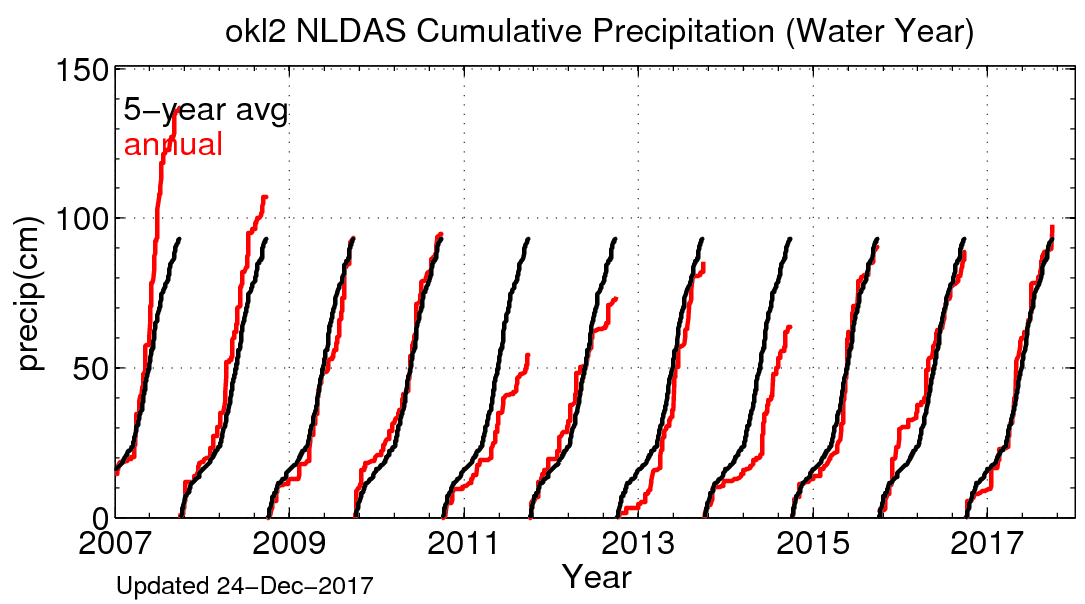 okl2 NLDAS Cumulative Precipitation (Water Year)
150
5−year avg
annual
100
precip(cm)
50
0
2007 2009 2011 2013 2015 2017
Year
Updated 24−Dec−2017